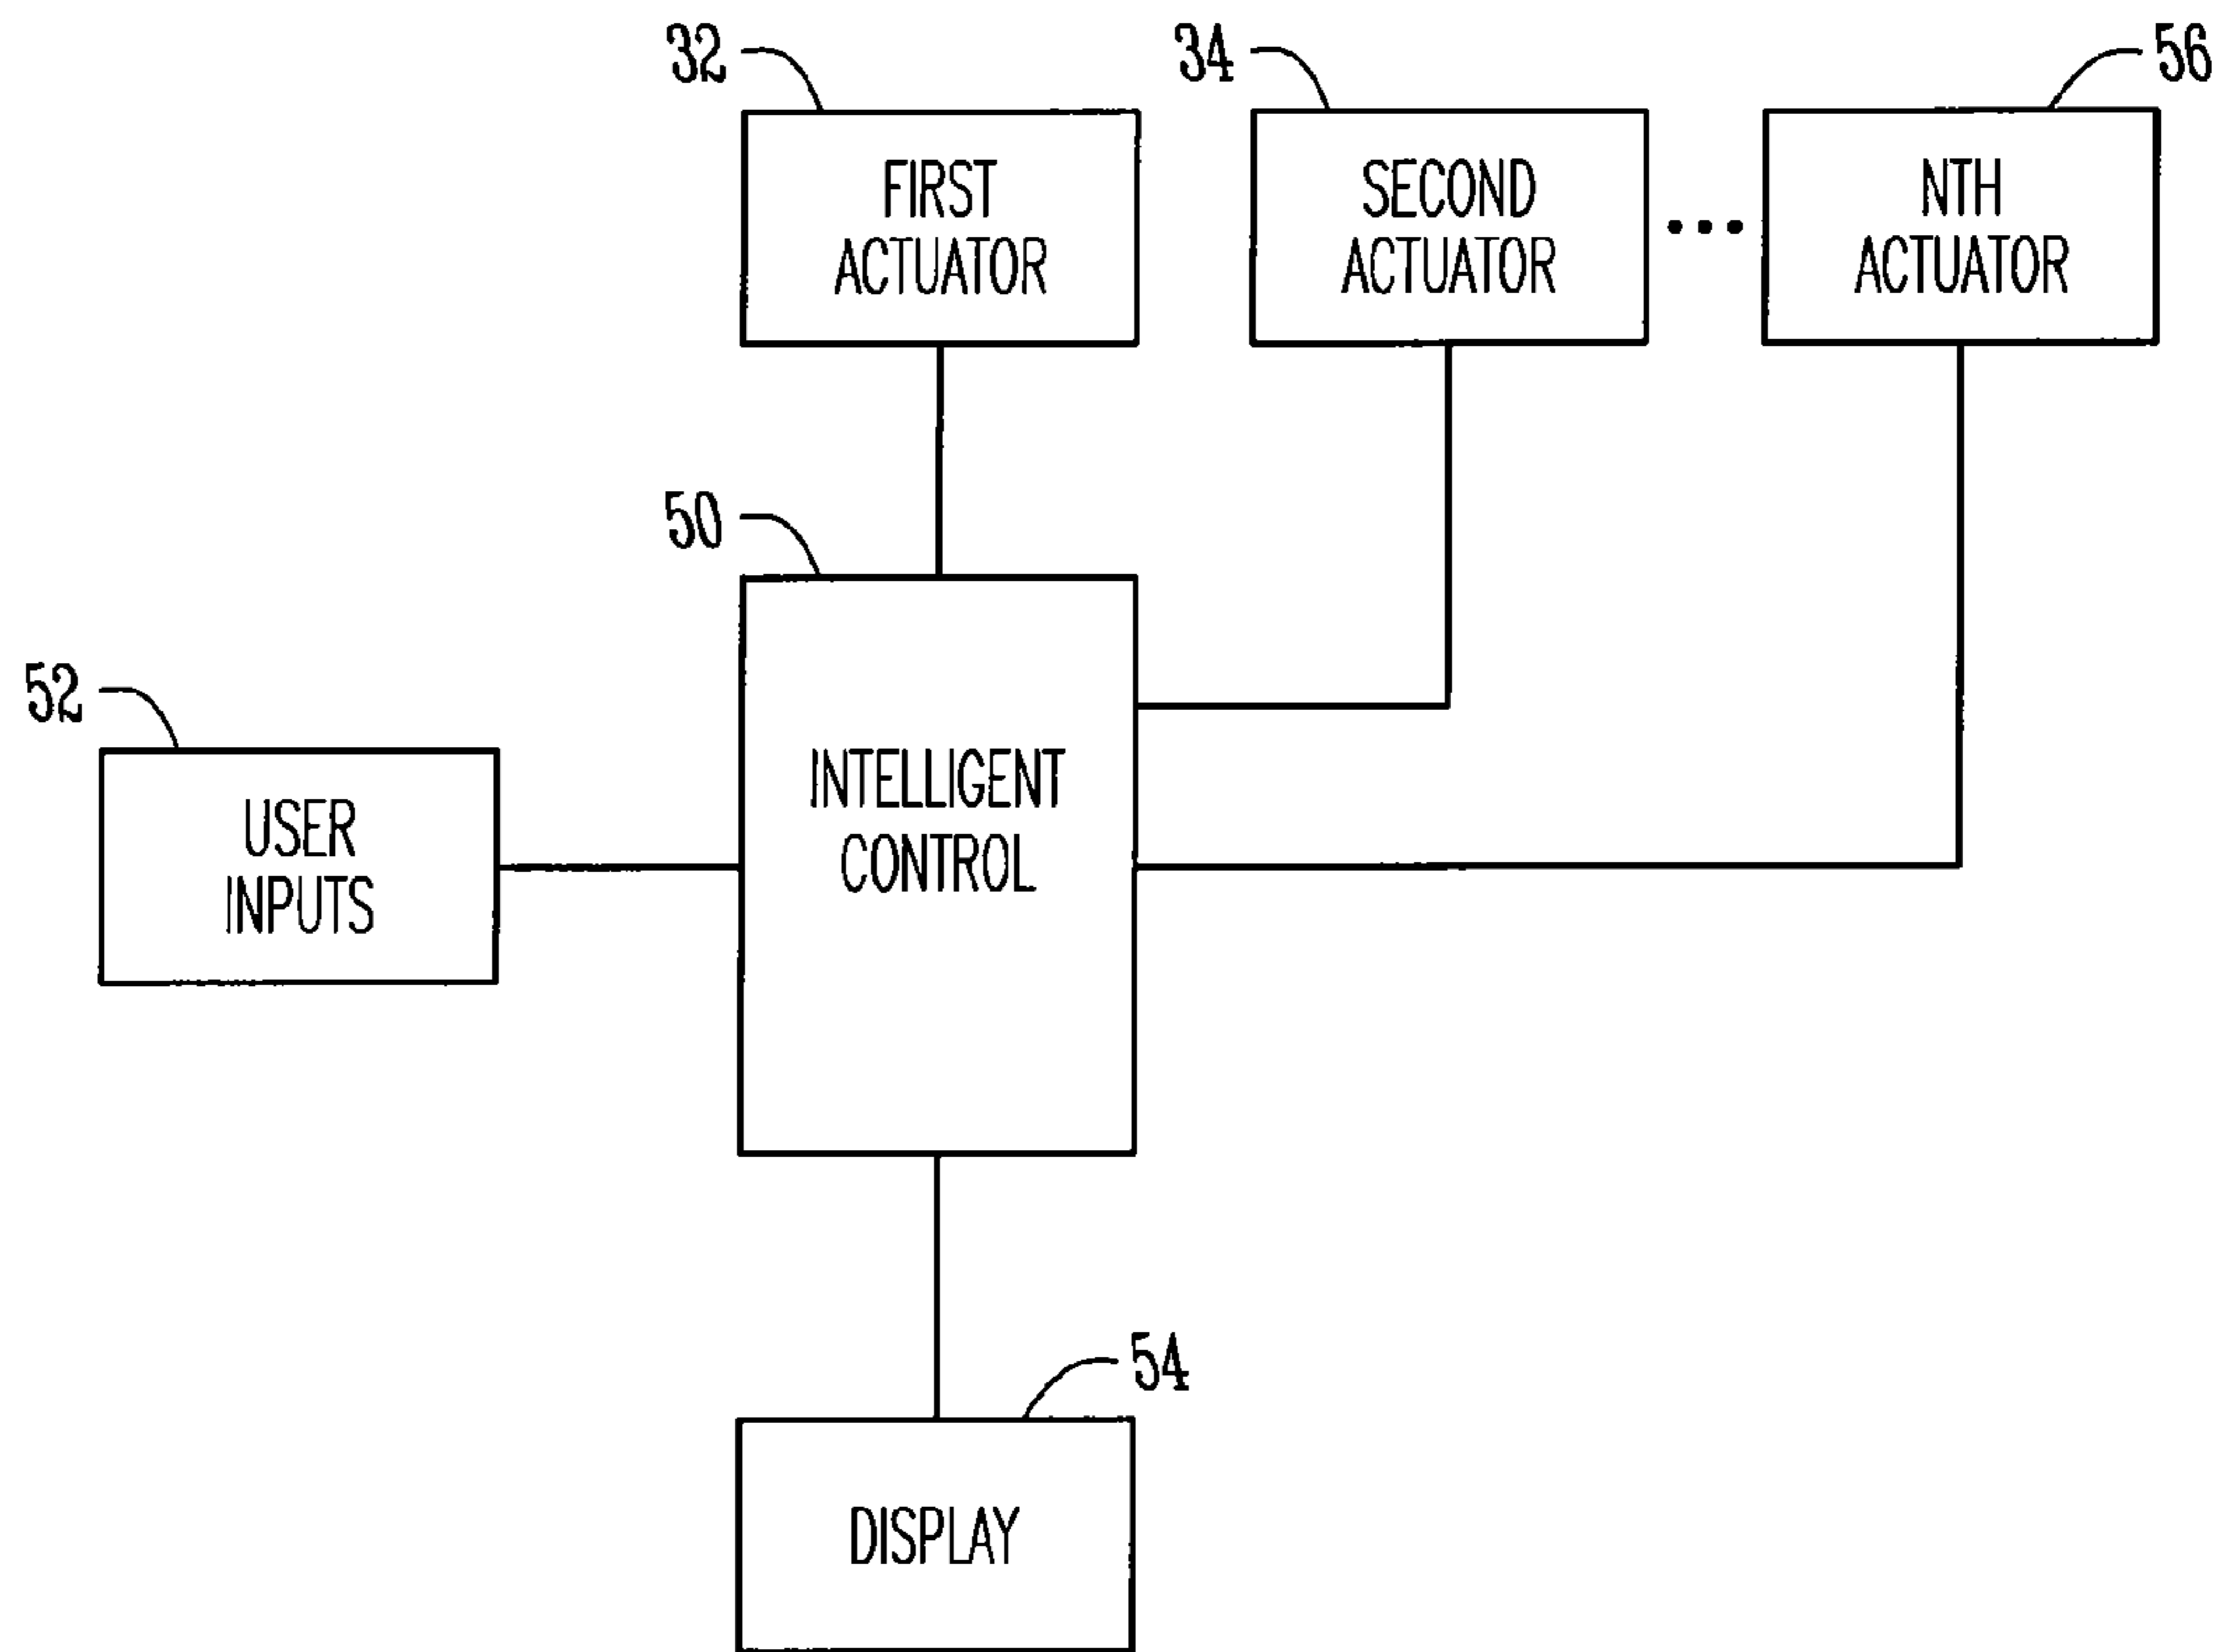 32
34
56
FIRST
ACTUATOR
SECOND
ACTUATOR
...
NTH
ACTUATOR
50
52
INTELLIGENT
CONTROL
USER
INPUTS
54
DISPLAY